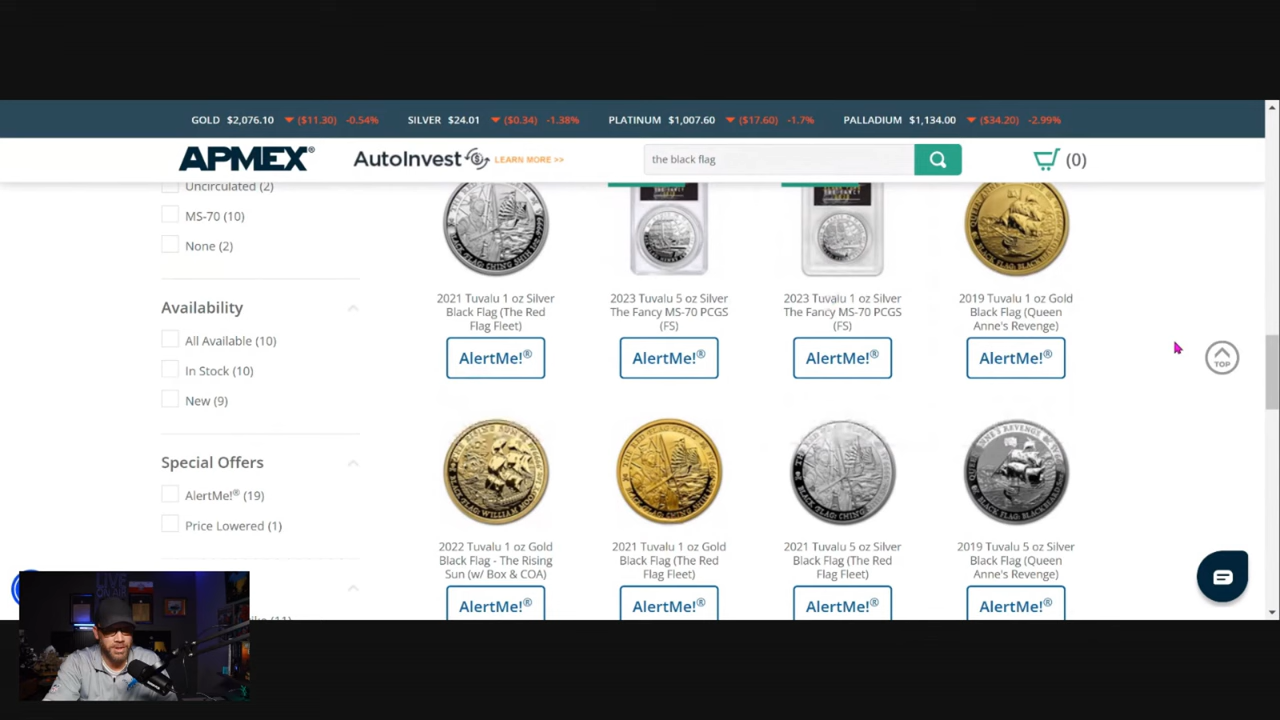 GOLD $2,076.10 ($11.30) -0.54% SILVER $24.01 ($0.34) -1.38% PLATINUM $1,007.60 ($17.60) -1.7% PALLADIUM $1,134.00 ($34.20) -2.99%
APMEX® AutoInvest LEARN MORE >> the black flag (0)
Uncirculated (2)
MS-70 (10)
None (2)
Availability
All Available (10)
In Stock (10)
New (9)
Special Offers
AlertMe!® (19)
Price Lowered (1)
2021 Tuvalu 1 oz Silver
Black Flag (The Red
Flag Fleet)
AlertMe!®
2023 Tuvalu 5 oz Silver
The Fancy MS-70 PCGS
(FS)
AlertMe!®
2023 Tuvalu 1 oz Silver
The Fancy MS-70 PCGS
(FS)
AlertMe!®
2019 Tuvalu 1 oz Gold
Black Flag (Queen
Anne's Revenge)
AlertMe!®
TOP
2022 Tuvalu 1 oz Gold
Black Flag - The Rising
Sun (w/ Box & COA)
AlertMe!®
2021 Tuvalu 1 oz Gold
Black Flag (The Red
Flag Fleet)
AlertMe!®
2021 Tuvalu 5 oz Silver
Black Flag (The Red
Flag Fleet)
AlertMe!®
2019 Tuvalu 5 oz Silver
Black Flag (Queen
Anne's Revenge)
AlertMe!®